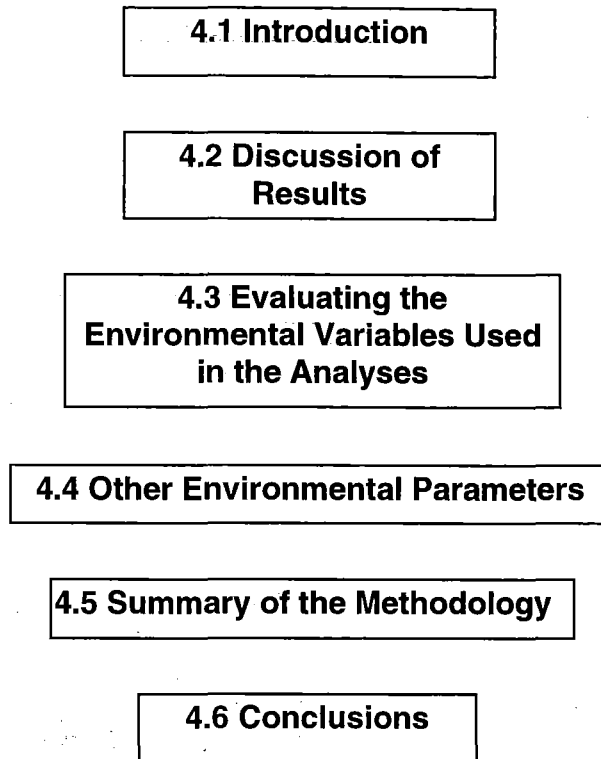 4.1 Introduction
4.2 Discussion of
Results
4.3 Evaluating the
Environmental Variables Used
in the Analyses
4.4 Other Environmental Parameters
4.5 Summary of the Methodology
4.6 Conclusions